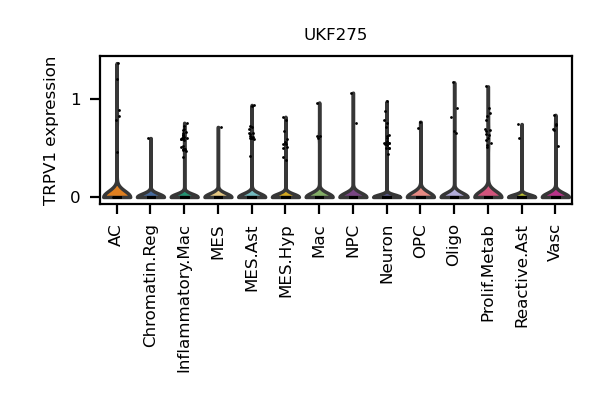 UKF275
TRPV1 expression
1
0
AC
Chromatin.Reg
Inflammatory.Mac
MES
MES.Ast
MES.Hyp
Mac
NPC
Neuron
OPC
Oligo
Prolif.Metab
Reactive.Ast
Vasc